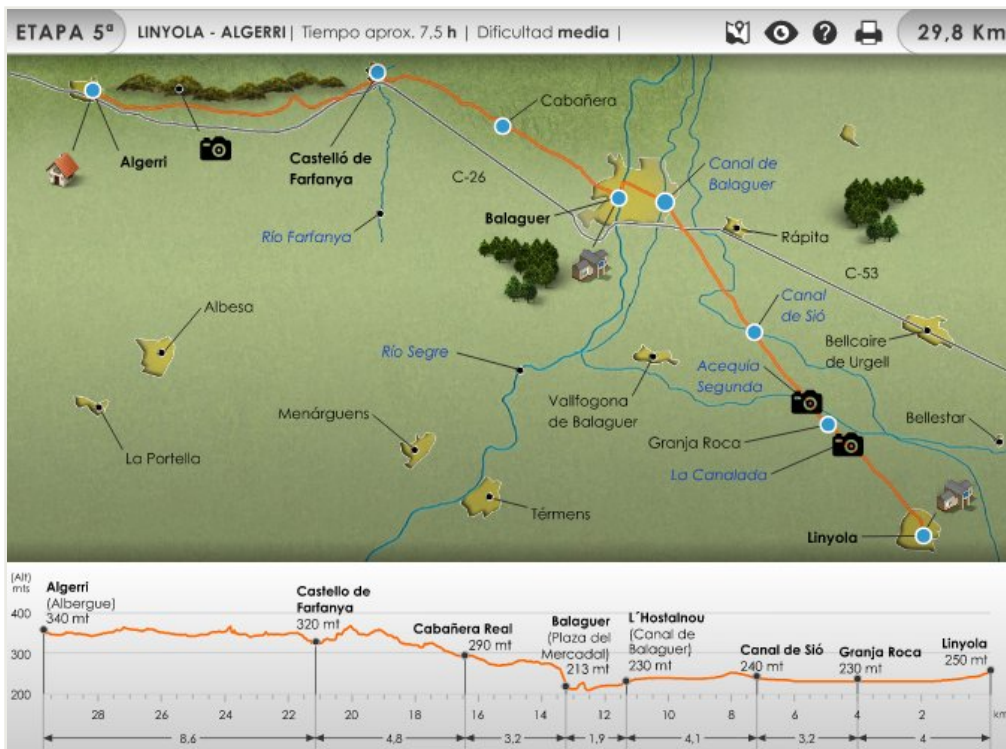 ETAPA 5ª
LINYOLA - ALGERRI | Tiempo aprox. 7,5 h | Dificultad media |
?
29,8 Km
Cabañera
Algerri
Castelló de
Farfanya
C-26
Canal de
Balaguer
Balaguer
Río Farfanya
Rápita
C-53
Albesa
Canal
de Sió
Río Segre
Bellcaire
de Urgell
Acequia
Segunda
Vallfogona
de Balaguer
Menárguens
Bellestar
Granja Roca
La Portella
La Canalada
Térmens
Linyola
(Alt)
mts
400
300
200
Algerri
(Albergue)
340 mt
Castello de
Farfanya
320 mt
Cabañera Real
290 mt
Balaguer
(Plaza del
Mercadal)
213 mt
L´Hostalnou
(Canal de
Balaguer)
230 mt
Canal de Sió
240 mt
Granja Roca
230 mt
Linyola
250 mt
28 26 24 22 20 18 16 14 12 10 8 6 4 2 km
8,6 4,8 3,2 1,9 4,1 3,2 4